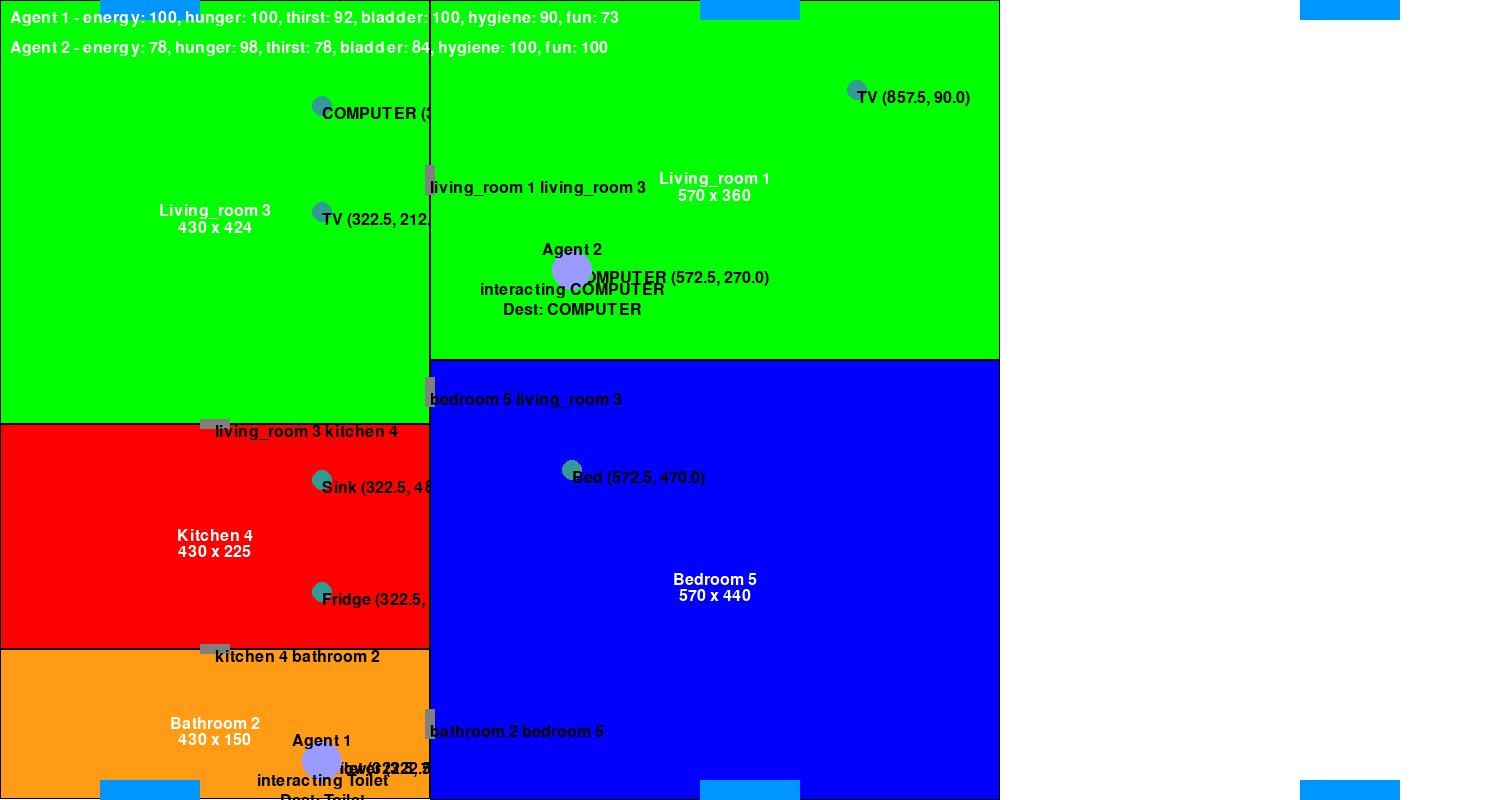 Agent 1 - energy: 100, hunger: 100, thirst: 92, bladder: 100, hygiene: 90, fun: 73
Agent 2 - energy: 78, hunger: 98, thirst: 78, bladder: 84, hygiene: 100, fun: 100
TV (857.5, 90.0)
COMPUTER (3
living_room 1 living_room 3
Living_room 1
570 x 360
Living_room 3
430 x 424
TV (322.5, 212.
Agent 2
OMPUTER (572.5, 270.0)
interacting COMPUTER
Dest: COMPUTER
bedroom 5 living_room 3
living_room 3 kitchen 4
Sink (322.5, 48
Bed (572.5, 470.0)
Kitchen 4
430 x 225
Bedroom 5
570 x 440
Fridge (322.5,
kitchen 4 bathroom 2
Bathroom 2
430 x 150
bathroom 2 bedroom 5
Agent 1
interacting Toilet
Dest: Toilet